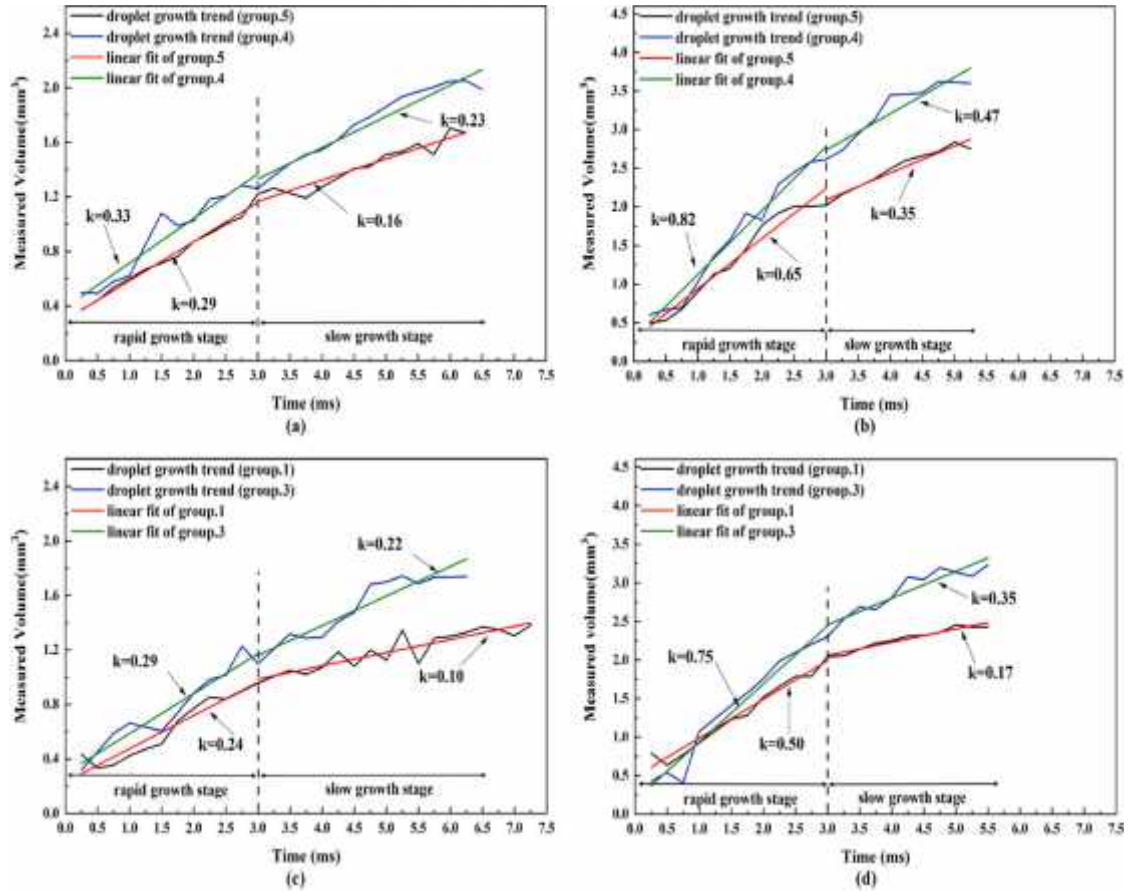 droplet growth trend (group.5)
droplet growth trend (group.4)
linear fit of group.5
linear fit of group.4
Measured Volume(mm³)
2.4
2.0
1.6
1.2
0.8
0.4
0.0
k=0.33
k=0.29
k=0.23
k=0.16
rapid growth stage
slow growth stage
0.0 0.5 1.0 1.5 2.0 2.5 3.0 3.5 4.0 4.5 5.0 5.5 6.0 6.5 7.0 7.5
Time (ms)
(a)
droplet growth trend (group.5)
droplet growth trend (group.4)
linear fit of group.5
linear fit of group.4
Measured Volume(mm³)
4.5
4.0
3.5
3.0
2.5
2.0
1.5
1.0
0.5
0.0
k=0.82
k=0.65
k=0.47
k=0.35
rapid growth stage
slow growth stage
0.0 0.5 1.0 1.5 2.0 2.5 3.0 3.5 4.0 4.5 5.0 5.5 6.0 6.5 7.0 7.5
Time (ms)
(b)
droplet growth trend (group.1)
droplet growth trend (group.3)
linear fit of group.1
linear fit of group.3
Measured Volume(mm³)
2.4
2.0
1.6
1.2
0.8
0.4
0.0
k=0.29
k=0.24
k=0.22
k=0.10
rapid growth stage
slow growth stage
0.0 0.5 1.0 1.5 2.0 2.5 3.0 3.5 4.0 4.5 5.0 5.5 6.0 6.5 7.0 7.5
Time (ms)
(c)
droplet growth trend (group.1)
droplet growth trend (group.3)
linear fit of group.1
linear fit of group.3
Measured volume(mm³)
4.5
4.0
3.5
3.0
2.5
2.0
1.5
1.0
0.5
0.0
k=0.75
k=0.50
k=0.35
k=0.17
rapid growth stage
slow growth stage
0.0 0.5 1.0 1.5 2.0 2.5 3.0 3.5 4.0 4.5 5.0 5.5 6.0 6.5 7.0 7.5
Time (ms)
(d)